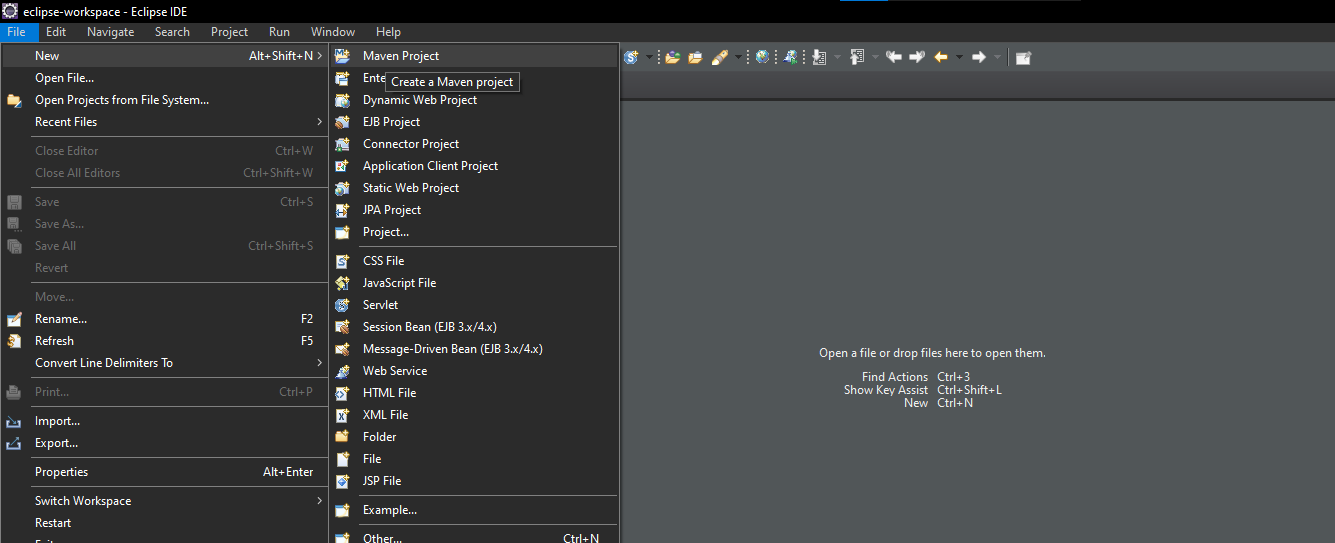 eclipse-workspace - Eclipse IDE
File Edit Navigate Search Project Run Window Help
New Alt+Shift+N
Open File...
Open Projects from File System...
Recent Files
Close Editor Ctrl+W
Close All Editors Ctrl+Shift+W
Save Ctrl+S
Save As...
Save All Ctrl+Shift+S
Revert
Move...
Rename... F2
Refresh F5
Convert Line Delimiters To
Print... Ctrl+P
Import...
Export...
Properties Alt+Enter
Switch Workspace
Restart
Maven Project
Create a Maven project
Dynamic Web Project
EJB Project
Connector Project
Application Client Project
Static Web Project
JPA Project
Project...
CSS File
JavaScript File
Servlet
Session Bean (EJB 3.x/4.x)
Message-Driven Bean (EJB 3.x/4.x)
Web Service
HTML File
XML File
Folder
File
JSP File
Example...
Other... Ctrl+N
Open a file or drop files here to open them.
Find Actions Ctrl+3
Show Key Assist Ctrl+Shift+L
New Ctrl+N